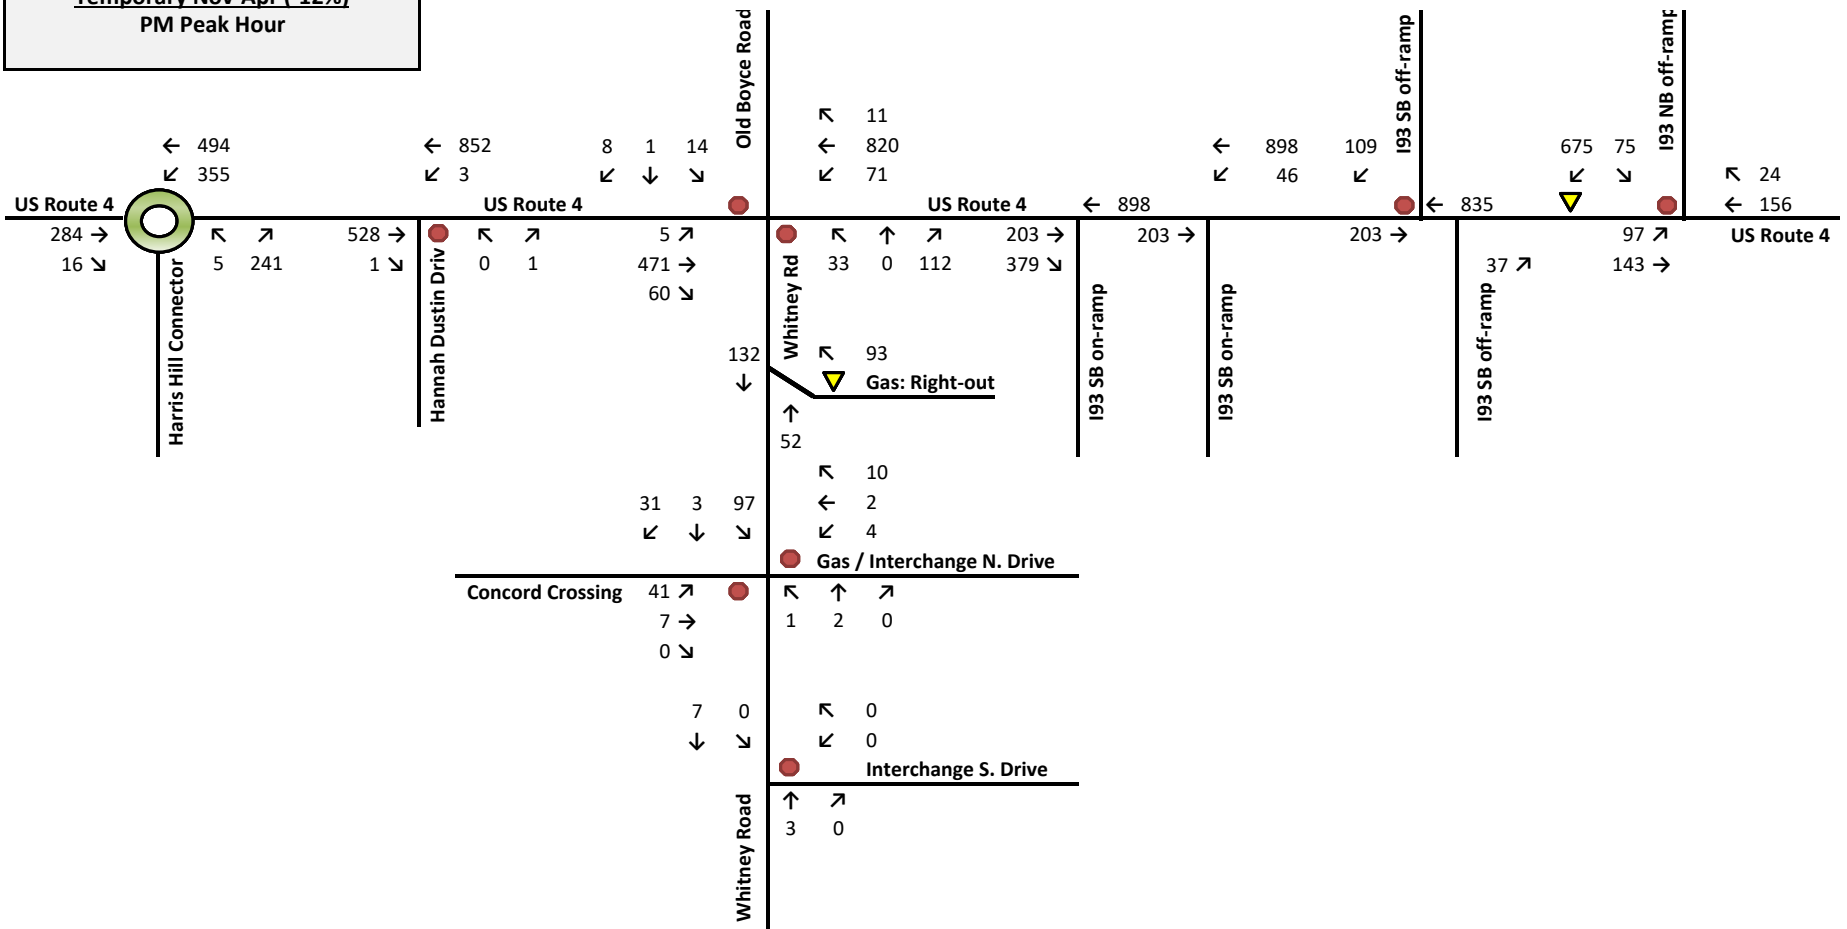 Temporary Nov-Apr (-12%)
PM Peak Hour
Old Boyce Road
I93 SB off-ramp
I93 NB off-ramp
↖ 11
← 494
← 852
8 1 14
← 820
← 898 109
675 75
↙ 355
↙ 3
↙ ↓ ↘
↙ 71
↙ 46 ↙
↙ ↘
↖ 24
US Route 4
US Route 4
US Route 4
← 898
← 835
← 156
284 →
↖ ↗
528 →
↖ ↗
5 ↗
↖ ↑ ↗
203 →
203 →
203 →
97 ↗
US Route 4
16 ↘
5 241
1 ↘
0 1
471 →
33 0 112
379 ↘
37 ↗
143 →
60 ↘
Harris Hill Connector
Hannah Dustin Driv
Whitney Rd
I93 SB on-ramp
I93 SB on-ramp
I93 SB off-ramp
132
↖ 93
↓
Gas: Right-out
↑
52
↖ 10
31 3 97
← 2
↙ ↓ ↘
↙ 4
Gas / Interchange N. Drive
Concord Crossing
41 ↗
↖ ↑ ↗
7 →
1 2 0
0 ↘
7 0
↖ 0
↓ ↘
↙ 0
Interchange S. Drive
Whitney Road
↑ ↗
3 0